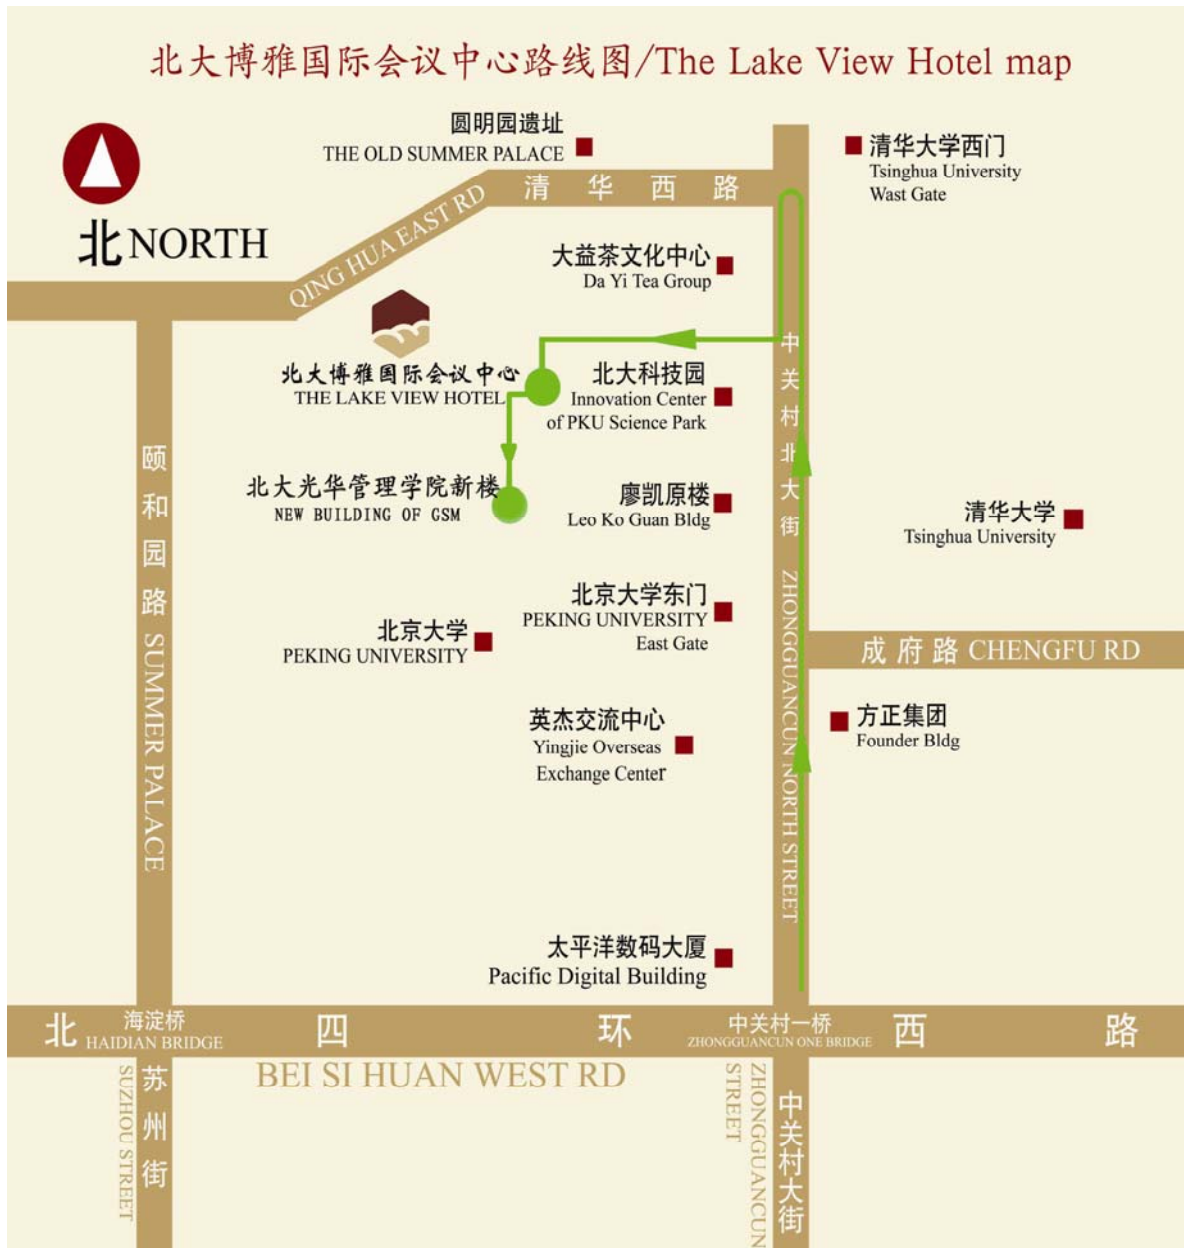 北大博雅国际会议中心路线图/The Lake View Hotel map
圆明园遗址
THE OLD SUMMER PALACE
清华大学西门
Tsinghua University
Wast Gate
北 NORTH
清华西路
QING HUA EAST RD
大益茶文化中心
Da Yi Tea Group
北大博雅国际会议中心
THE LAKE VIEW HOTEL
北大科技园
Innovation Center
of PKU Science Park
中关村北大街 ZHONGGUANCUN NORTH STREET
颐和园路 SUMMER PALACE
北大光华管理学院新楼
NEW BUILDING OF GSM
廖凯原楼
Leo Ko Guan Bldg
清华大学
Tsinghua University
北京大学东门
PEKING UNIVERSITY
East Gate
北京大学
PEKING UNIVERSITY
成府路 CHENGFU RD
英杰交流中心
Yingjie Overseas
Exchange Center
方正集团
Founder Bldg
太平洋数码大厦
Pacific Digital Building
北四环西路
海淀桥
HAIDIAN BRIDGE
中关村一桥
ZHONGGUANCUN ONE BRIDGE
BEI SI HUAN WEST RD
苏州街
SUZHOU STREET
ZHONGGUANCUN
STREET
中关村大街